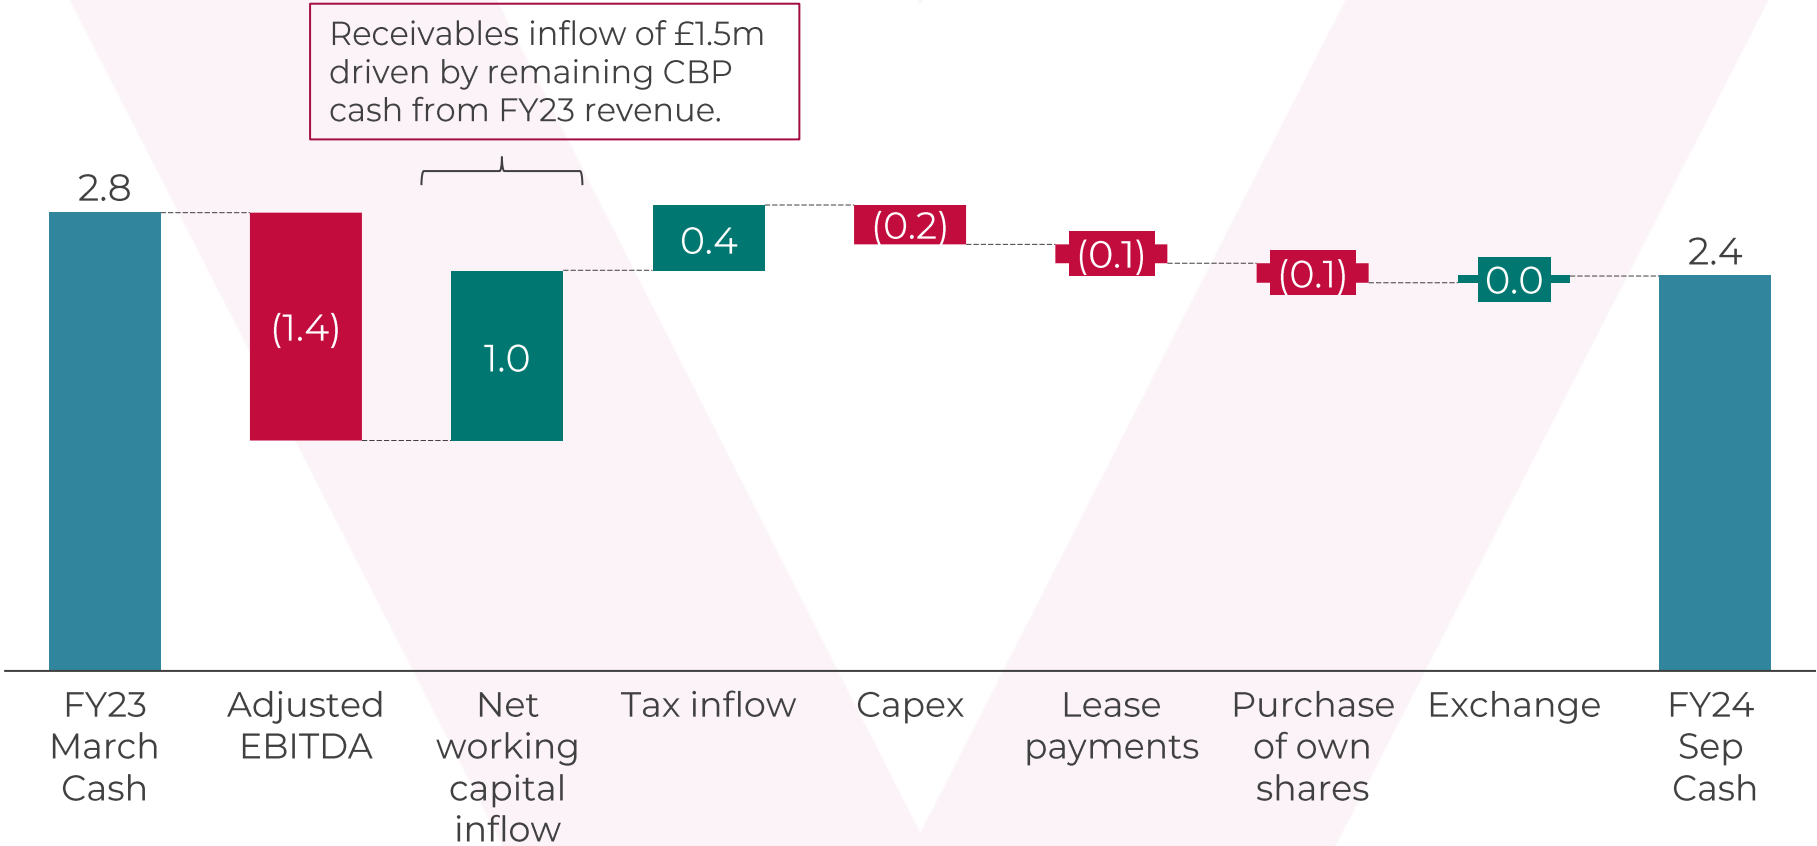 Receivables inflow of £1.5m
driven by remaining CBP
cash from FY23 revenue.
2.8
(1.4)
1.0
0.4
(0.2)
(0.1)
(0.1)
0.0
2.4
FY23
March
Cash
Adjusted
EBITDA
Net
working
capital
inflow
Tax inflow
Capex
Lease
payments
Purchase
of own
shares
Exchange
FY24
Sep
Cash